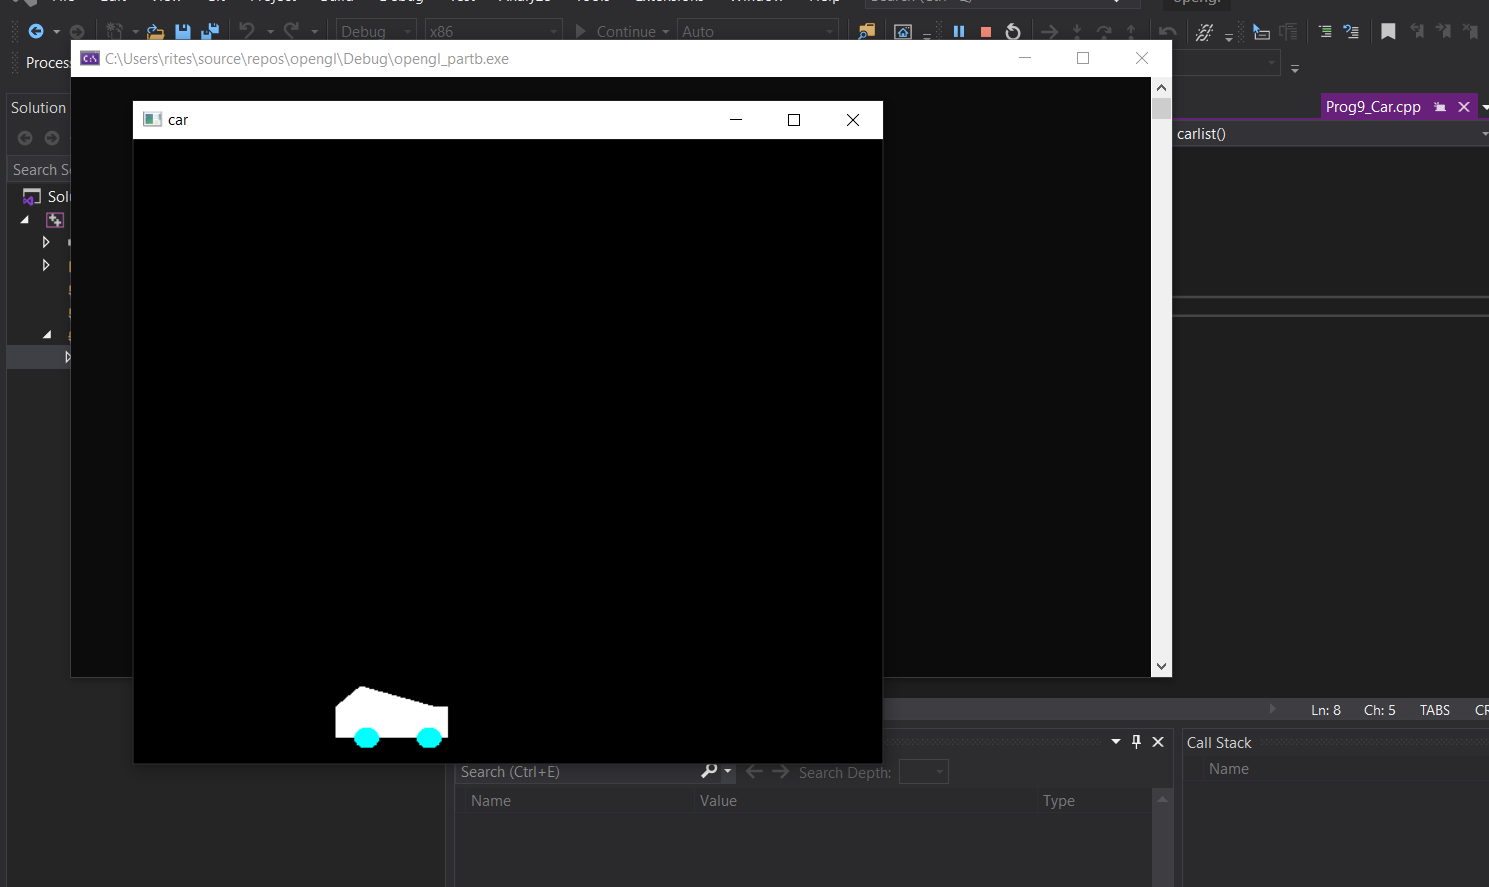 Debug
x86
Continue
Auto
C:\Users\rites\source\repos\opengl\Debug\opengl_partb.exe
Proces
car
Solution
Prog9_Car.cpp
carlist()
Search S
Solu
Ln: 8 Ch: 5 TABS CR
Call Stack
Search (Ctrl+E)
Search Depth:
Name
Name Value Type